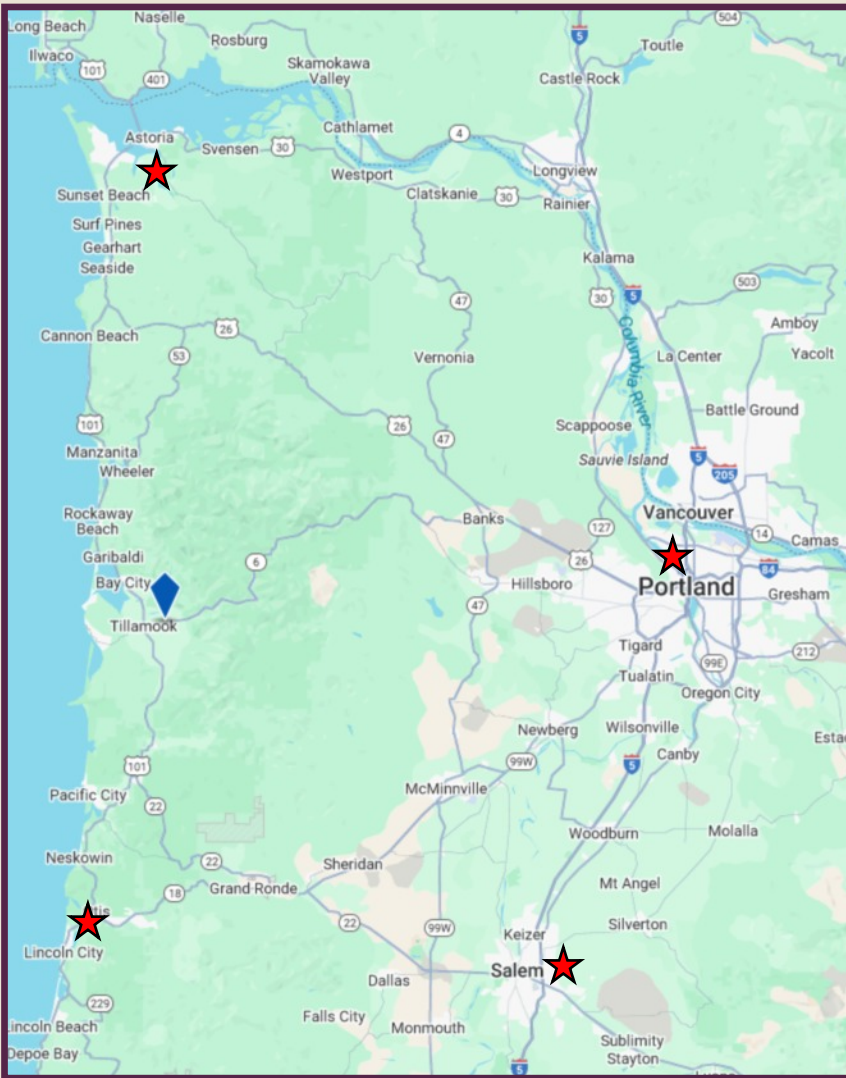 Long Beach
Naselle
504
Rosburg
5
Toutle
Ilwaco
101
401
Skamokawa
Valley
Castle Rock
Astoria
Svensen
30
Cathlamet
4
Westport
Longview
Sunset Beach
Clatskanie
30
Rainier
Surf Pines
Gearhart
Seaside
Kalama
503
30
5
47
Cannon Beach
26
Amboy
53
Vernonia
La Center
Yacolt
Columbia River
101
26
47
Scappoose
Battle Ground
Manzanita
Wheeler
Sauvie Island
5
205
Rockaway
Beach
Banks
Vancouver
127
14
Camas
Garibaldi
6
26
84
Bay City
Hillsboro
Portland
Gresham
47
Tillamook
Tigard
99E
212
Tualatin
Oregon City
Newberg
Wilsonville
Esta
101
99W
5
Canby
Pacific City
22
McMinnville
Woodburn
Molalla
Neskowin
22
Sheridan
18
Grand Ronde
Mt Angel
tis
22
99W
Keizer
Silverton
Lincoln City
Salem
Dallas
229
Falls City
Lincoln Beach
Monmouth
Depoe Bay
Sublimity
Stayton
5